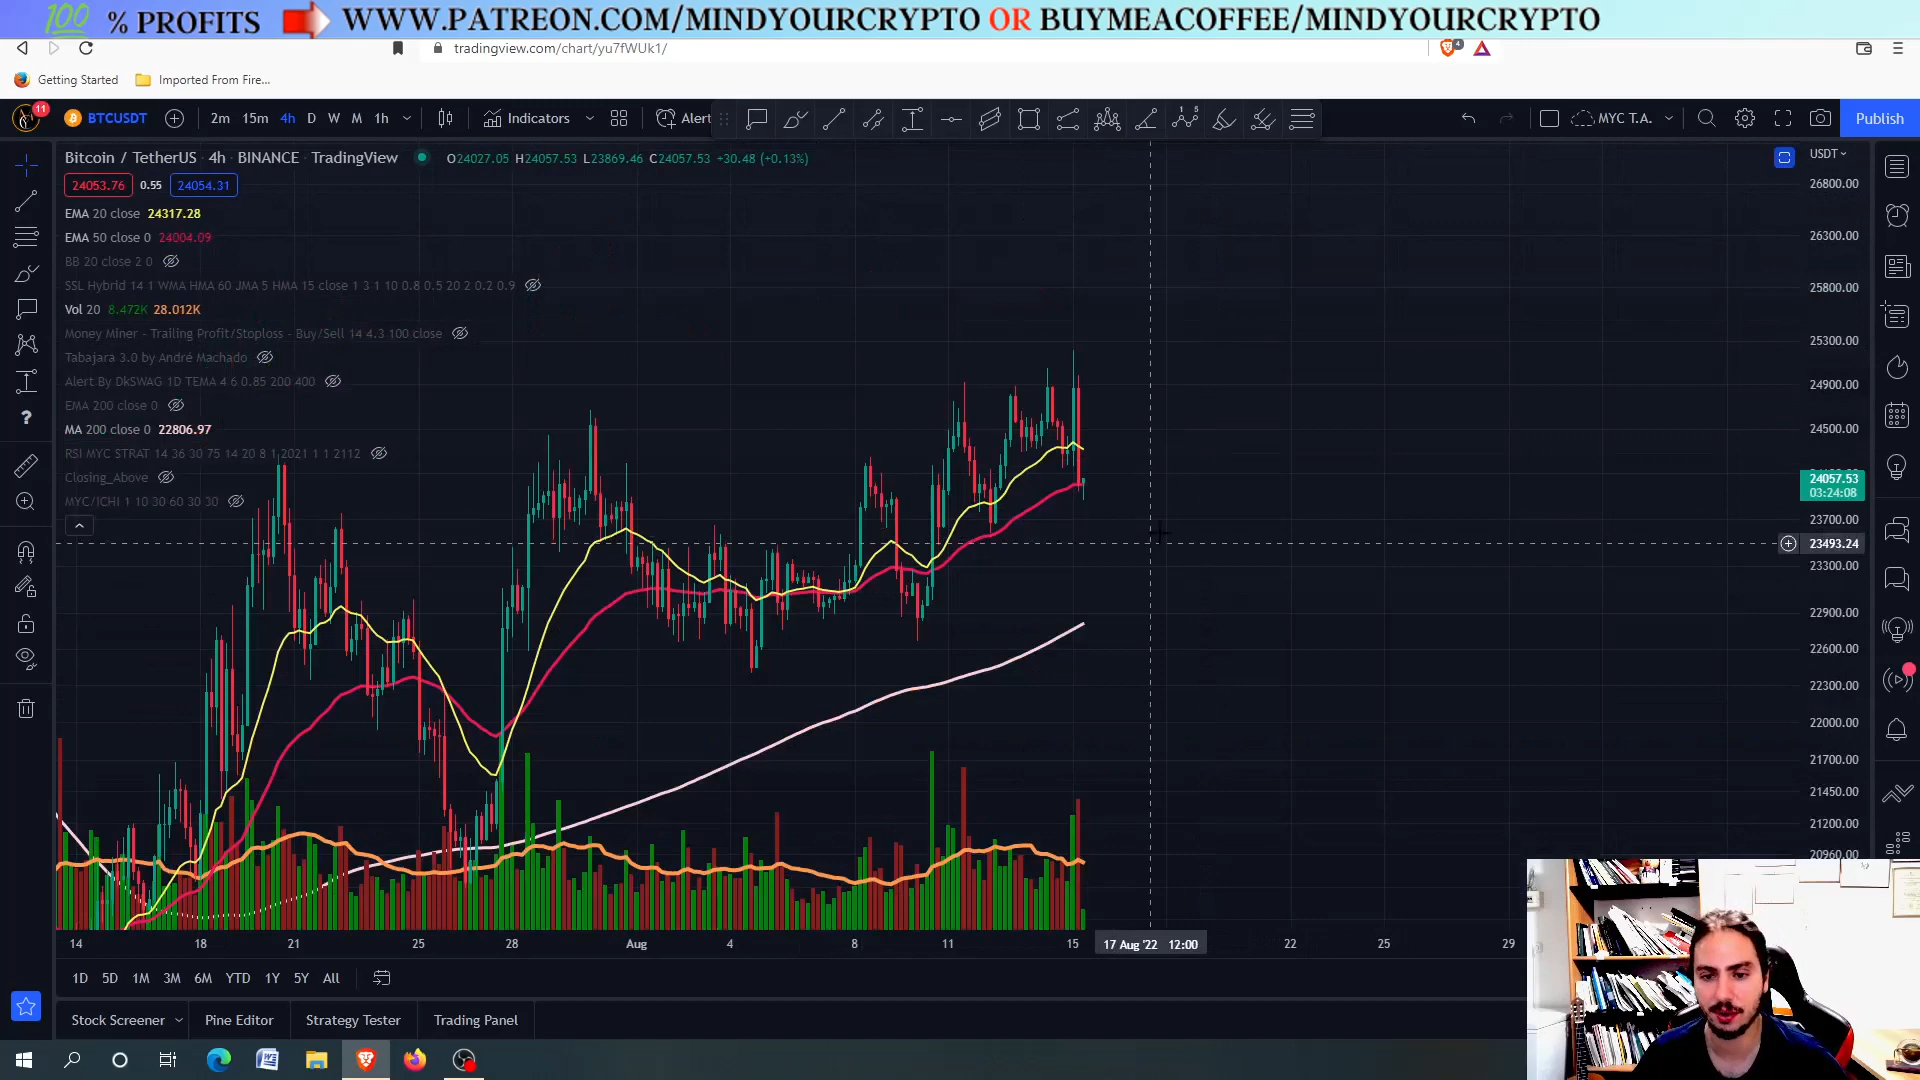 💯 % PROFITS WWW.PATREON.COM/MINDYOURCRYPTO OR BUYMEACOFFEE/MINDYOURCRYPTO
tradingview.com/chart/yu7fWUk1/ 4
Getting Started Imported From Fire...
11 BTCUSDT 2m 15m 4h D W M 1h Indicators Alert MYC T.A. Publish
Bitcoin / TetherUS · 4h · BINANCE · TradingView O24027.05 H24057.53 L23869.46 C24057.53 +30.48 (+0.13%) USDT
24053.76 0.55 24054.31
EMA 20 close 24317.28
EMA 50 close 0 24004.09
BB 20 close 2 0
SSL Hybrid 14 1 WMA HMA 60 JMA 5 HMA 15 close 1 3 1 10 0.8 0.5 20 2 0.2 0.9
Vol 20 8.472K 28.012K
Money Miner - Trailing Profit/Stoploss - Buy/Sell 14 4.3 100 close
Tabajara 3.0 by André Machado
Alert By DkSWAG 1D TEMA 4 6 0.85 200 400
EMA 200 close 0
MA 200 close 0 22806.97
RSI MYC STRAT 14 36 30 75 14 20 8 1 2021 1 1 2112
Closing_Above
MYC/ICHI 1 10 30 60 30 30
26800.00
26300.00
25800.00
25300.00
24900.00
24500.00
24057.53
03:24:08
23700.00
23493.24
23300.00
22900.00
22600.00
22300.00
22000.00
21700.00
21450.00
21200.00
20960.00
14 18 21 25 28 Aug 4 8 11 15 17 Aug '22 12:00 22 25 29
1D 5D 1M 3M 6M YTD 1Y 5Y All
Stock Screener Pine Editor Strategy Tester Trading Panel